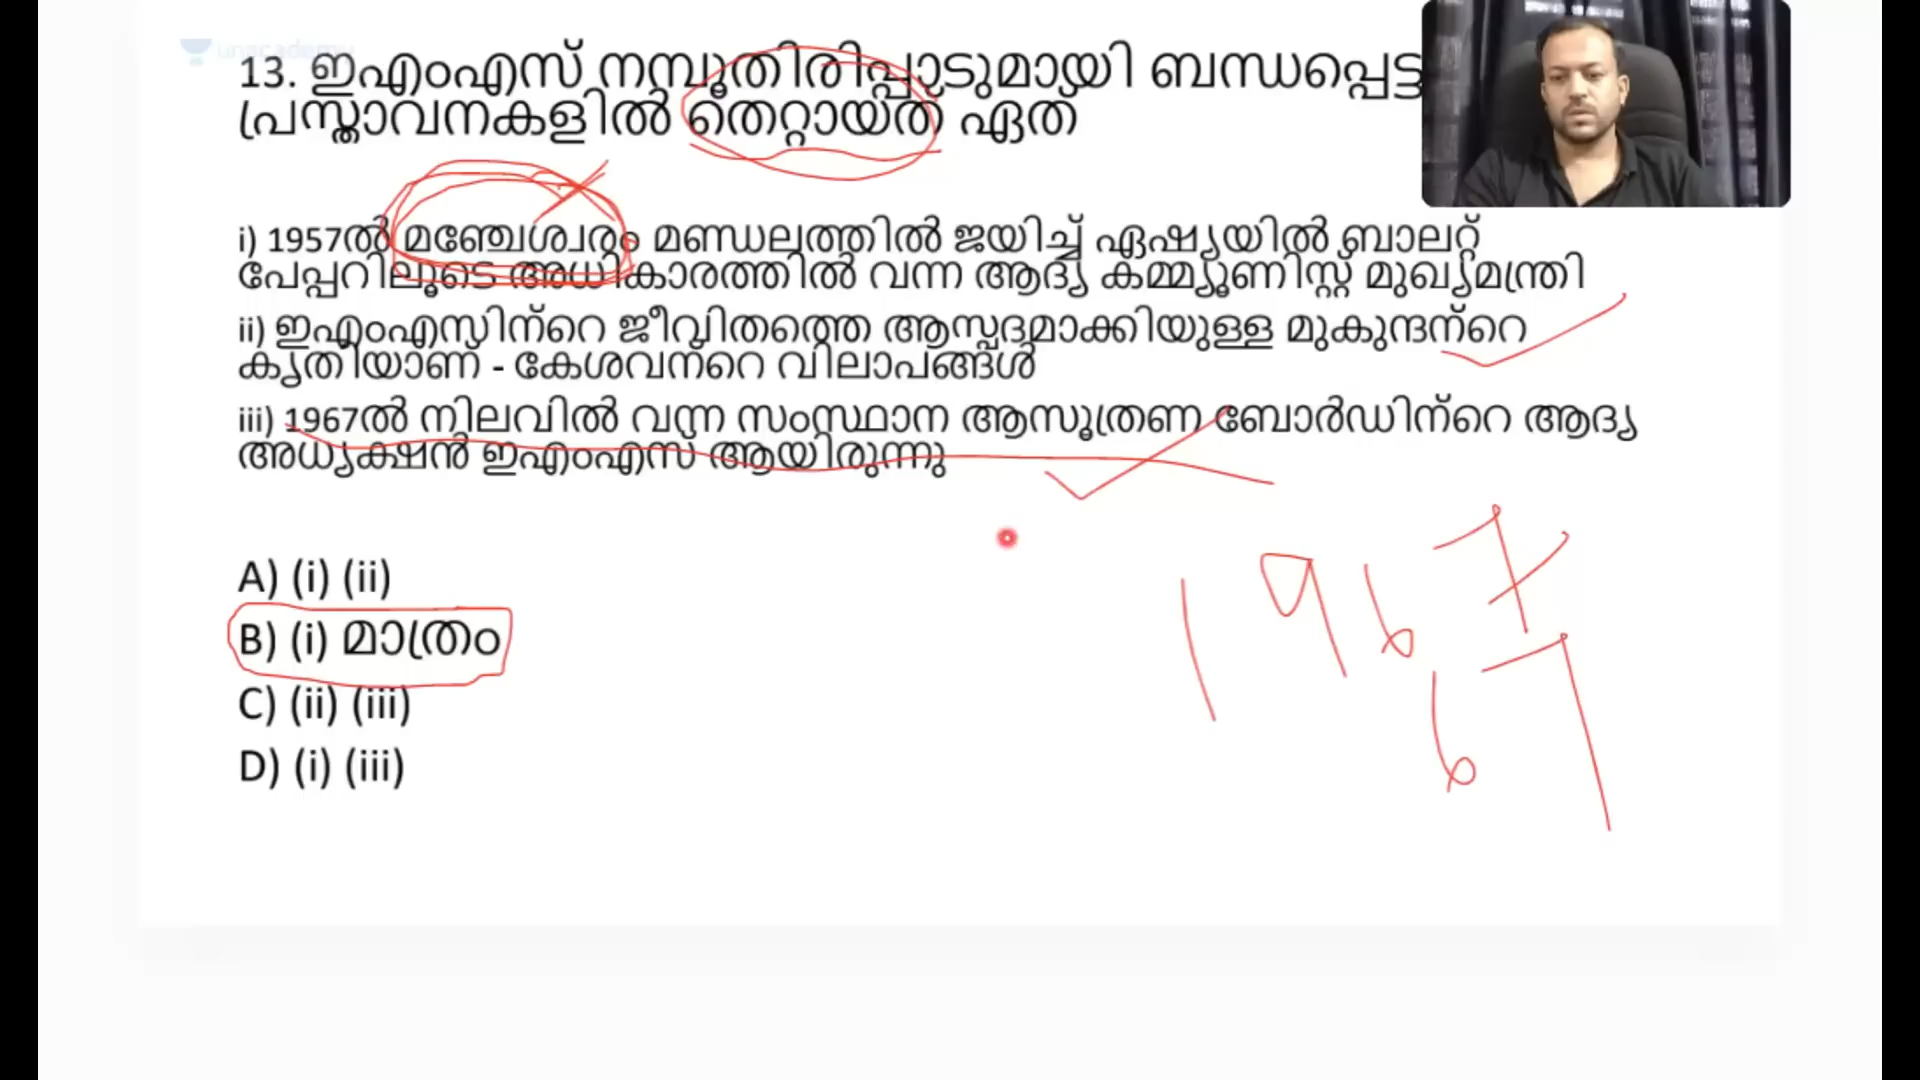 unacademy
13. ഇഎംഎസ് നമ്പൂതിരിപ്പാടുമായി ബന്ധപ്പെട്ട
പ്രസ്താവനകളിൽ തെറ്റായത് ഏത്
i) 1957ൽ മഞ്ചേശ്വരം മണ്ഡലത്തിൽ ജയിച്ച് ഏഷ്യയിൽ ബാലറ്റ്
പേപ്പറിലൂടെ അധികാരത്തിൽ വന്ന ആദ്യ കമ്മ്യൂണിസ്റ്റ് മുഖ്യമന്ത്രി
ii) ഇഎംഎസിന്റെ ജീവിതത്തെ ആസ്പദമാക്കിയുള്ള മുകുന്ദന്റെ
കൃതിയാണ് - കേശവന്റെ വിലാപങ്ങൾ
iii) 1967ൽ നിലവിൽ വന്ന സംസ്ഥാന ആസൂത്രണ ബോർഡിന്റെ ആദ്യ
അധ്യക്ഷൻ ഇഎംഎസ് ആയിരുന്നു
A) (i) (ii)
B) (i) മാത്രം
C) (ii) (iii)
D) (i) (iii)
1967
67